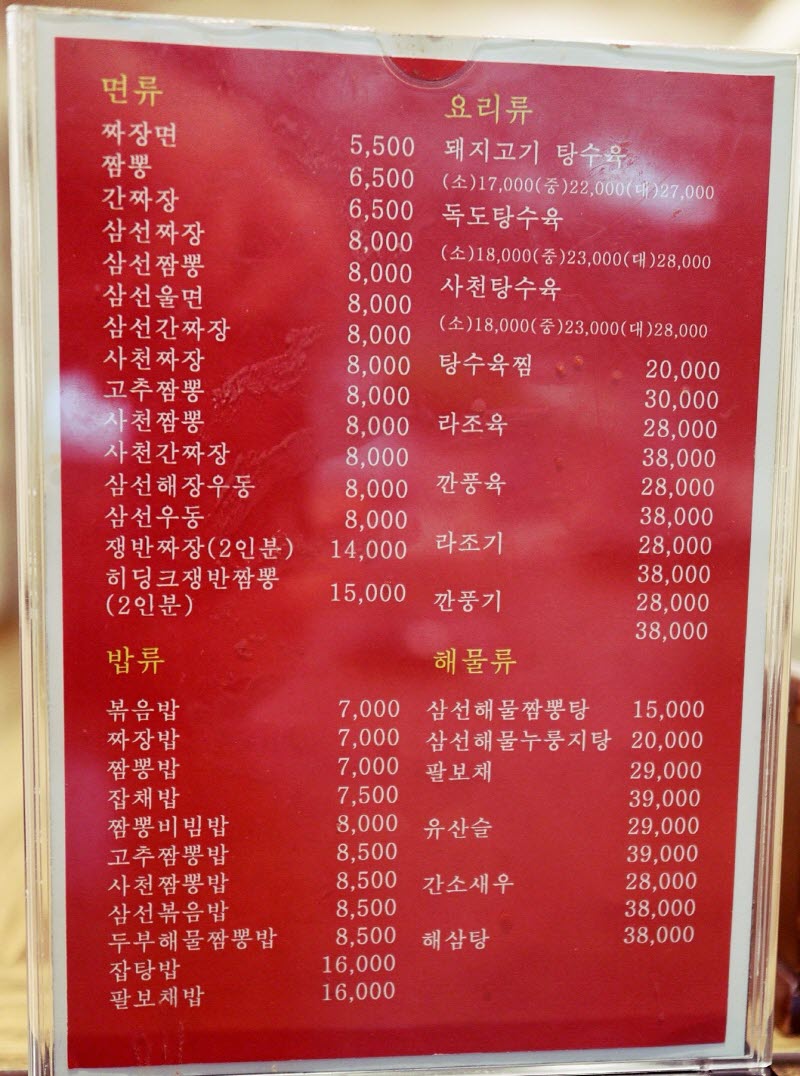 면류
짜장면 5,500
짬뽕 6,500
간짜장 6,500
삼선짜장 8,000
삼선짬뽕 8,000
삼선울면 8,000
삼선간짜장 8,000
사천짜장 8,000
고추짬뽕 8,000
사천짬뽕 8,000
사천간짜장 8,000
삼선해장우동 8,000
삼선우동 8,000
쟁반짜장(2인분) 14,000
히딩크쟁반짬뽕
(2인분) 15,000
밥류
볶음밥 7,000
짜장밥 7,000
짬뽕밥 7,000
잡채밥 7,500
짬뽕비빔밥 8,000
고추짬뽕밥 8,500
사천짬뽕밥 8,500
삼선볶음밥 8,500
두부해물짬뽕밥 8,500
잡탕밥 16,000
팔보채밥 16,000
요리류
돼지고기 탕수육
(소)17,000(중)22,000(대)27,000
독도탕수육
(소)18,000(중)23,000(대)28,000
사천탕수육
(소)18,000(중)23,000(대)28,000
탕수육찜 20,000
30,000
라조육 28,000
38,000
깐풍육 28,000
38,000
라조기 28,000
38,000
깐풍기 28,000
38,000
해물류
삼선해물짬뽕탕 15,000
삼선해물누룽지탕 20,000
팔보채 29,000
39,000
유산슬 29,000
39,000
간소새우 28,000
38,000
해삼탕 38,000